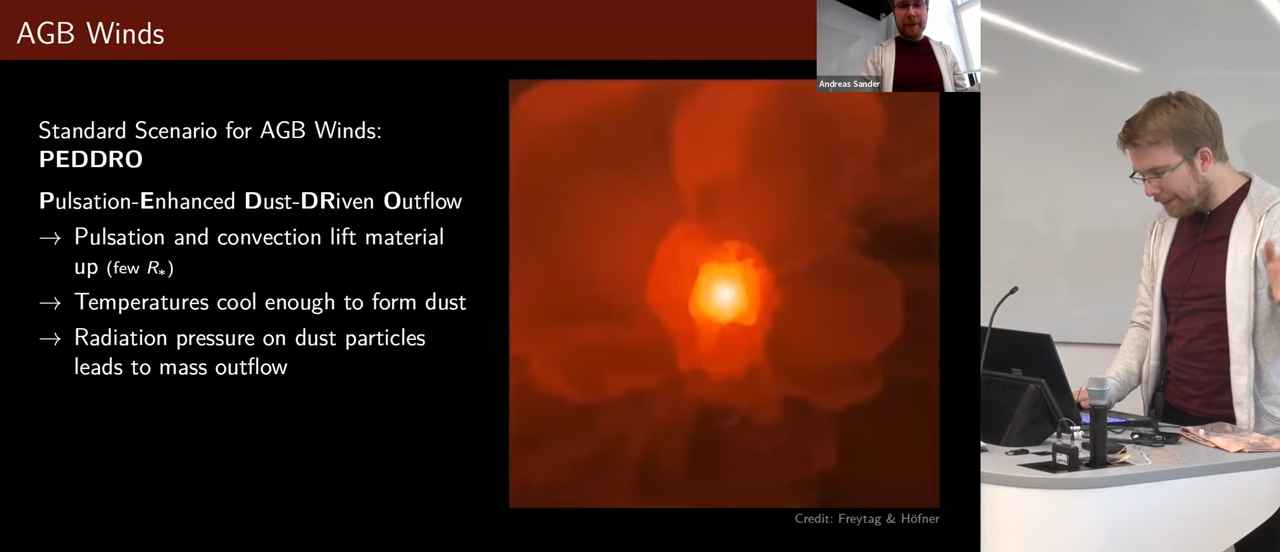 AGB Winds
Andreas Sander
Standard Scenario for AGB Winds:
PEDDRO
Pulsation-Enhanced Dust-DRiven Outflow
→ Pulsation and convection lift material
up (few R*)
→ Temperatures cool enough to form dust
→ Radiation pressure on dust particles
leads to mass outflow
Credit: Freytag & Höfner